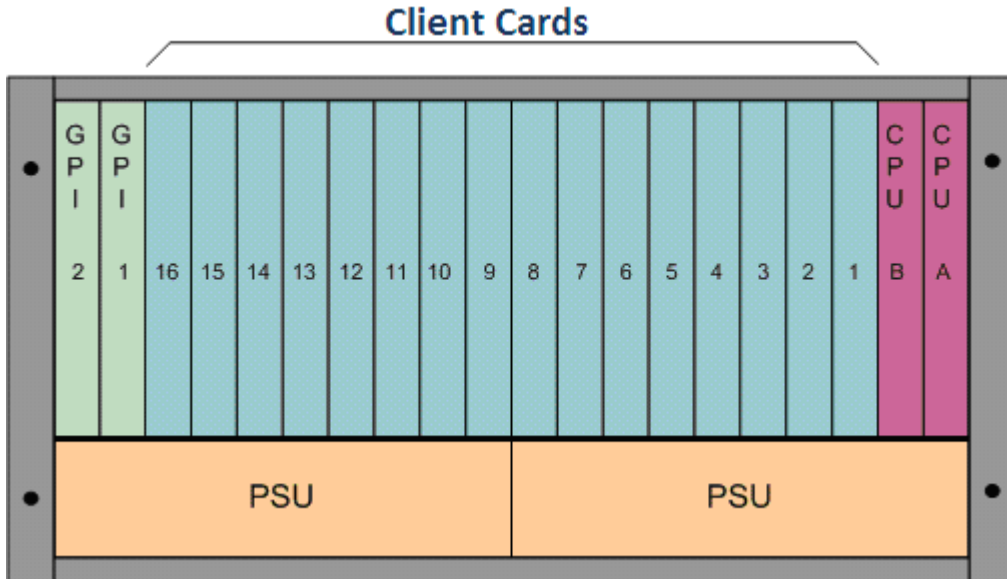 Client Cards
G G C C
P P P P
I I U U
2 1 16 15 14 13 12 11 10 9 8 7 6 5 4 3 2 1 B A
PSU PSU